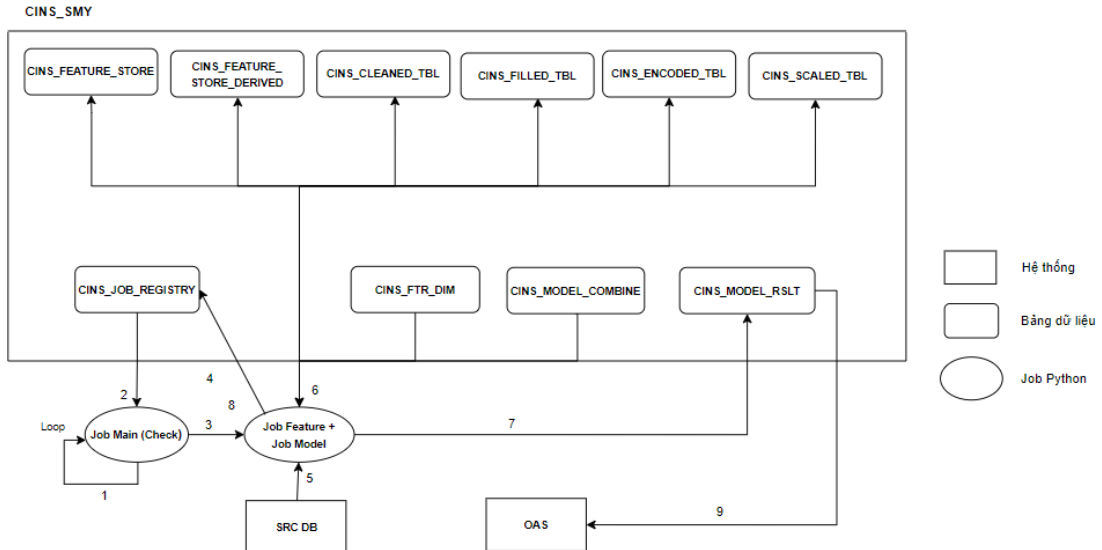 CINS_SMY
CINS_FEATURE_STORE
CINS_FEATURE_
STORE_DERIVED
CINS_CLEANED_TBL
CINS_FILLED_TBL
CINS_ENCODED_TBL
CINS_SCALED_TBL
CINS_JOB_REGISTRY
CINS_FTR_DIM
CINS_MODEL_COMBINE
CINS_MODEL_RSLT
Hệ thống
Bảng dữ liệu
Job Python
4
2
8
6
Loop
Job Main (Check)
3
Job Feature +
Job Model
7
1
5
SRC DB
OAS
9